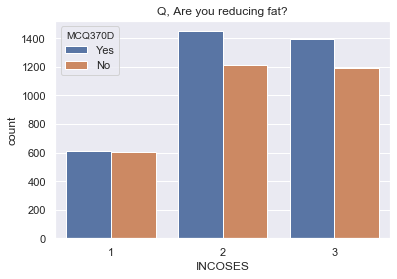 Q, Are you reducing fat?
MCQ370D
Yes
No
1400
1200
1000
800
600
400
200
0
count
1 2 3
INCOSES